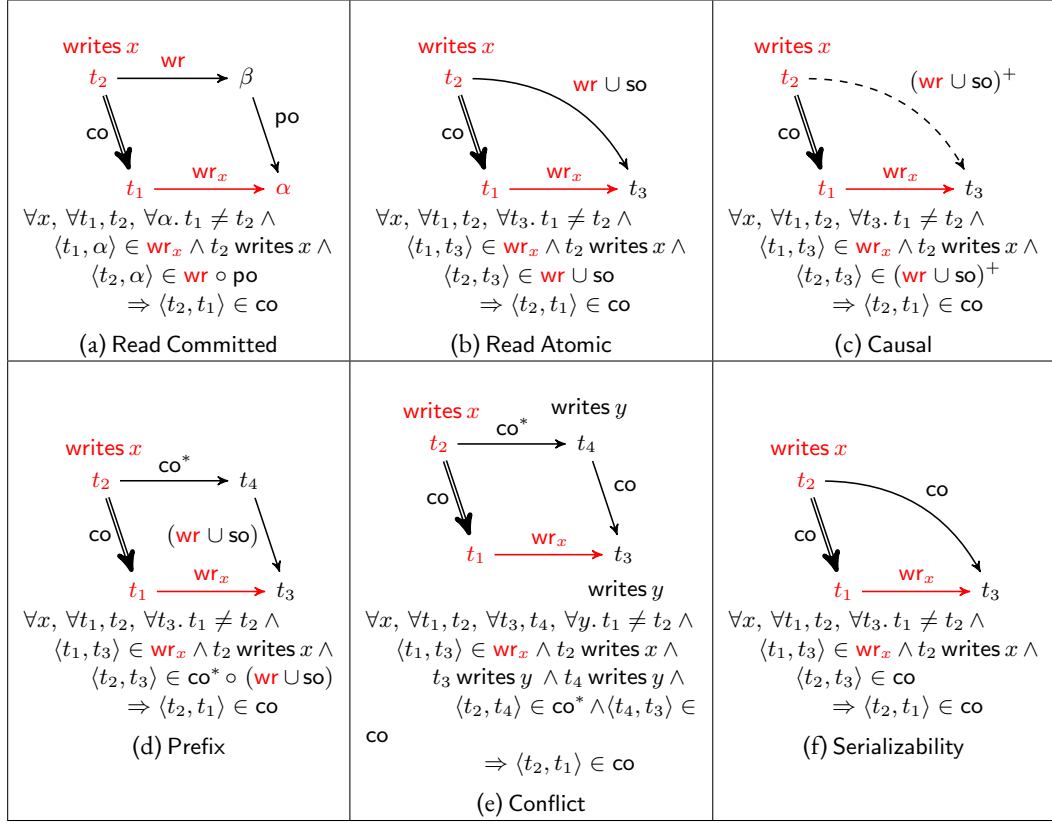 writes x
t₂
wr
β
co
po
t₁
wrₓ
α
∀x, ∀t₁, t₂, ∀α. t₁ ≠ t₂ ∧
⟨t₁, α⟩ ∈ wrₓ ∧ t₂ writes x ∧
⟨t₂, α⟩ ∈ wr ∘ po
⇒ ⟨t₂, t₁⟩ ∈ co
(a) Read Committed
writes x
t₂
wr ∪ so
co
t₁
wrₓ
t₃
∀x, ∀t₁, t₂, ∀t₃. t₁ ≠ t₂ ∧
⟨t₁, t₃⟩ ∈ wrₓ ∧ t₂ writes x ∧
⟨t₂, t₃⟩ ∈ wr ∪ so
⇒ ⟨t₂, t₁⟩ ∈ co
(b) Read Atomic
writes x
t₂
(wr ∪ so)⁺
co
t₁
wrₓ
t₃
∀x, ∀t₁, t₂, ∀t₃. t₁ ≠ t₂ ∧
⟨t₁, t₃⟩ ∈ wrₓ ∧ t₂ writes x ∧
⟨t₂, t₃⟩ ∈ (wr ∪ so)⁺
⇒ ⟨t₂, t₁⟩ ∈ co
(c) Causal
writes x
t₂
co*
t₄
co
(wr ∪ so)
t₁
wrₓ
t₃
∀x, ∀t₁, t₂, ∀t₃. t₁ ≠ t₂ ∧
⟨t₁, t₃⟩ ∈ wrₓ ∧ t₂ writes x ∧
⟨t₂, t₃⟩ ∈ co* ∘ (wr ∪ so)
⇒ ⟨t₂, t₁⟩ ∈ co
(d) Prefix
writes x
writes y
t₂
co*
t₄
co
co
t₁
wrₓ
t₃
writes y
∀x, ∀t₁, t₂, ∀t₃, t₄, ∀y. t₁ ≠ t₂ ∧
⟨t₁, t₃⟩ ∈ wrₓ ∧ t₂ writes x ∧
t₃ writes y ∧ t₄ writes y ∧
⟨t₂, t₄⟩ ∈ co* ∧ ⟨t₄, t₃⟩ ∈
co
⇒ ⟨t₂, t₁⟩ ∈ co
(e) Conflict
writes x
t₂
co
co
t₁
wrₓ
t₃
∀x, ∀t₁, t₂, ∀t₃. t₁ ≠ t₂ ∧
⟨t₁, t₃⟩ ∈ wrₓ ∧ t₂ writes x ∧
⟨t₂, t₃⟩ ∈ co
⇒ ⟨t₂, t₁⟩ ∈ co
(f) Serializability